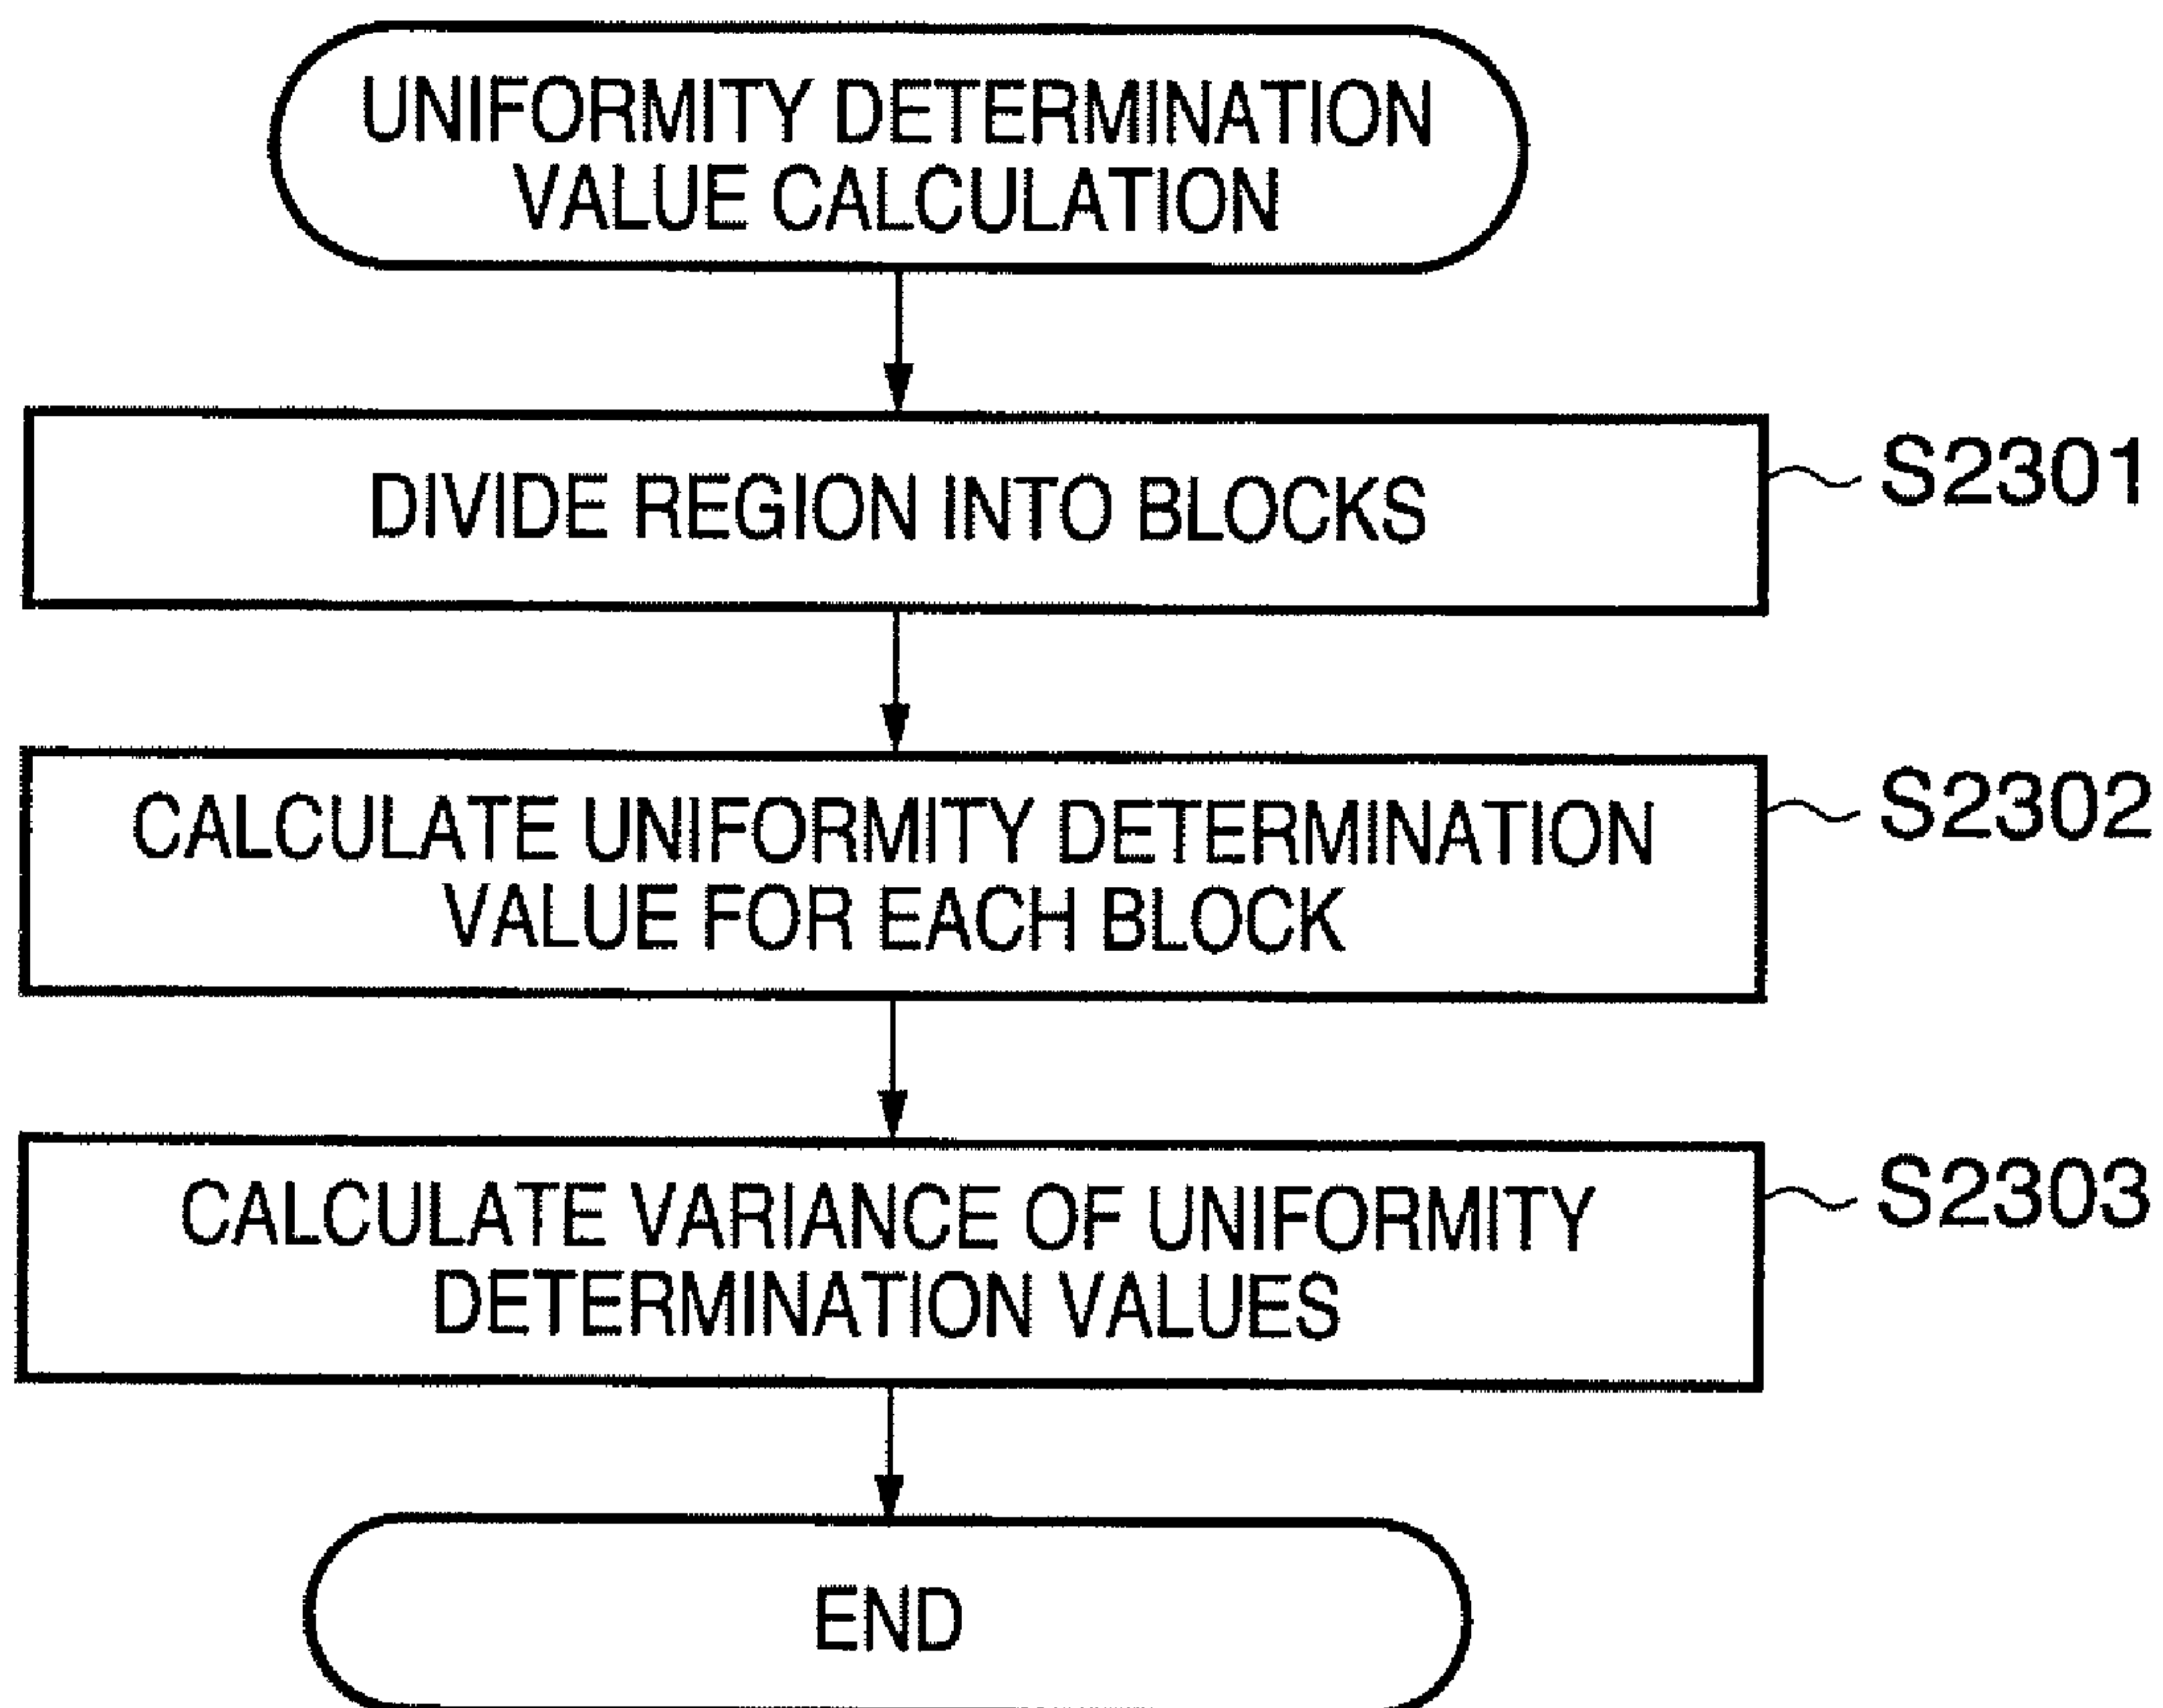 UNIFORMITY DETERMINATION
VALUE CALCULATION
DIVIDE REGION INTO BLOCKS
S2301
CALCULATE UNIFORMITY DETERMINATION
VALUE FOR EACH BLOCK
S2302
CALCULATE VARIANCE OF UNIFORMITY
DETERMINATION VALUES
S2303
END